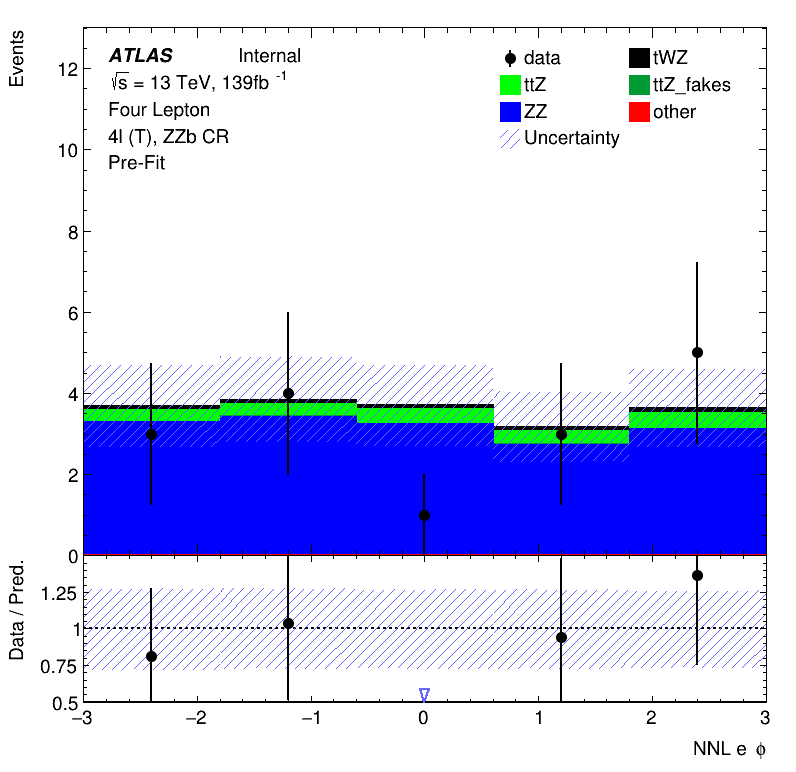 Events
ATLAS Internal
√s = 13 TeV, 139fb -1
Four Lepton
4l (T), ZZb CR
Pre-Fit
data tWZ
ttZ ttZ_fakes
ZZ other
Uncertainty
12
10
8
6
4
2
0
Data / Pred.
1.25
1
0.75
0.5
−3 −2 −1 0 1 2 3
NNL e ϕ